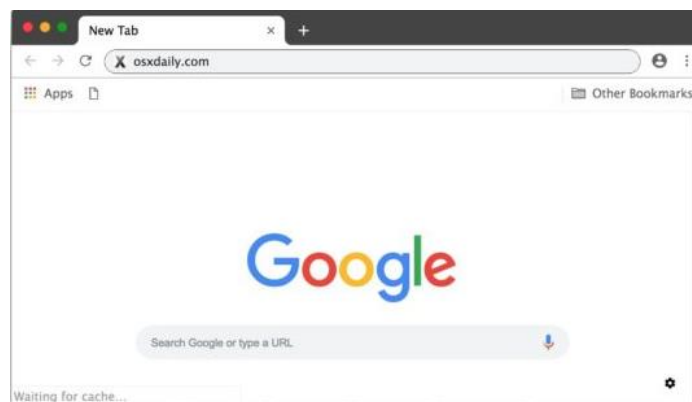 New Tab
osxdaily.com
Apps Other Bookmarks
Google
Search Google or type a URL
Waiting for cache...